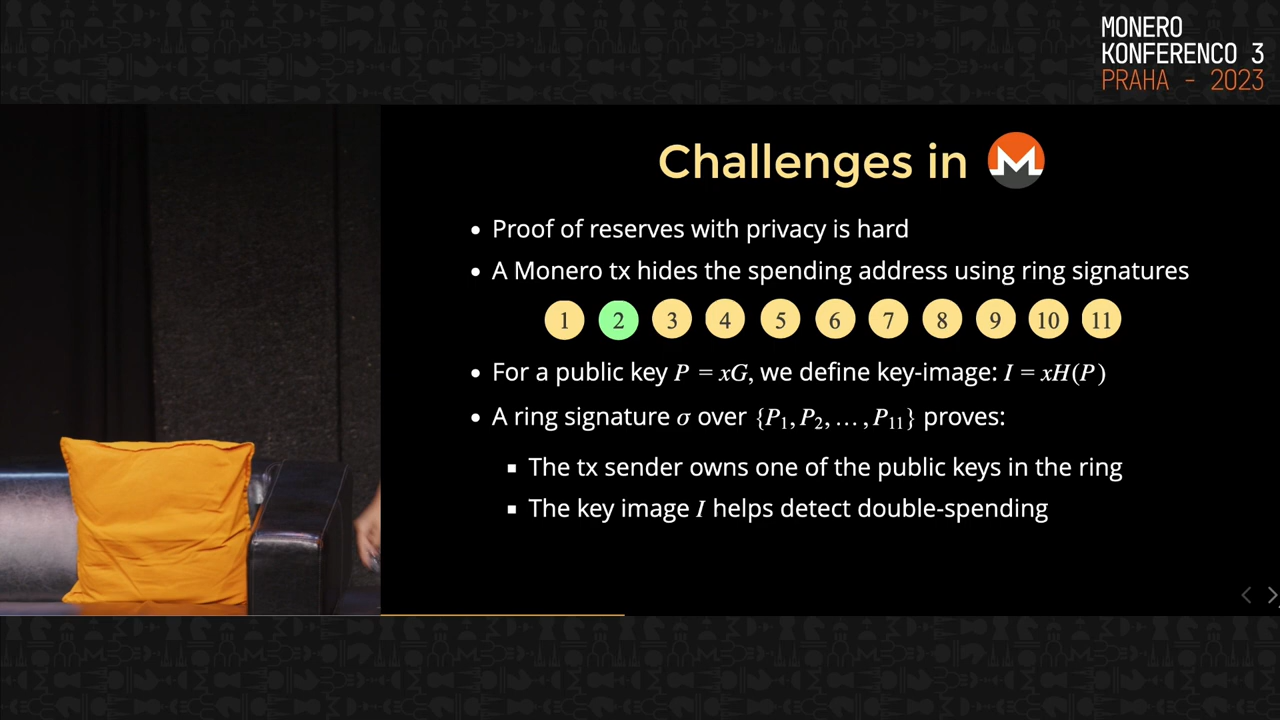 MONERO
KONFERENCO 3
PRAHA - 2023
Challenges in
• Proof of reserves with privacy is hard
• A Monero tx hides the spending address using ring signatures
1 2 3 4 5 6 7 8 9 10 11
• For a public key P = xG, we define key-image: I = xH(P)
• A ring signature σ over {P₁, P₂, …, P₁₁} proves:
▪ The tx sender owns one of the public keys in the ring
▪ The key image I helps detect double-spending